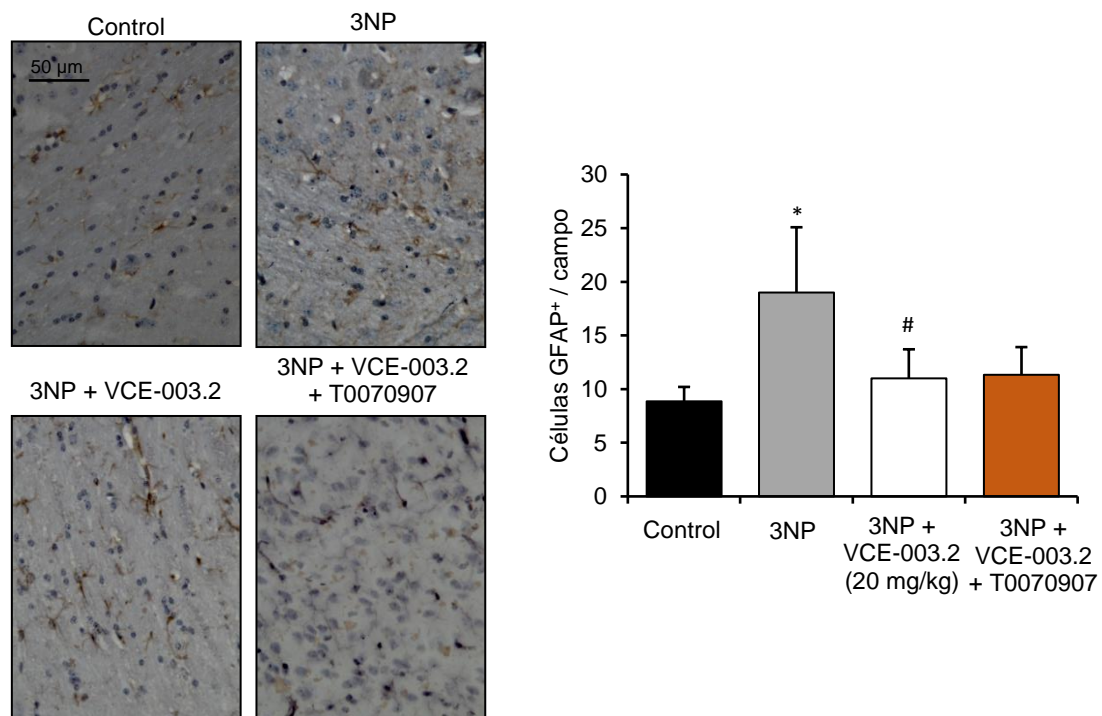 Control
3NP
50 µm
3NP + VCE-003.2
3NP + VCE-003.2
+ T0070907
Células GFAP⁺ / campo
30
25
20
15
10
5
0
*
#
Control
3NP
3NP +
VCE-003.2
(20 mg/kg)
3NP +
VCE-003.2
+ T0070907